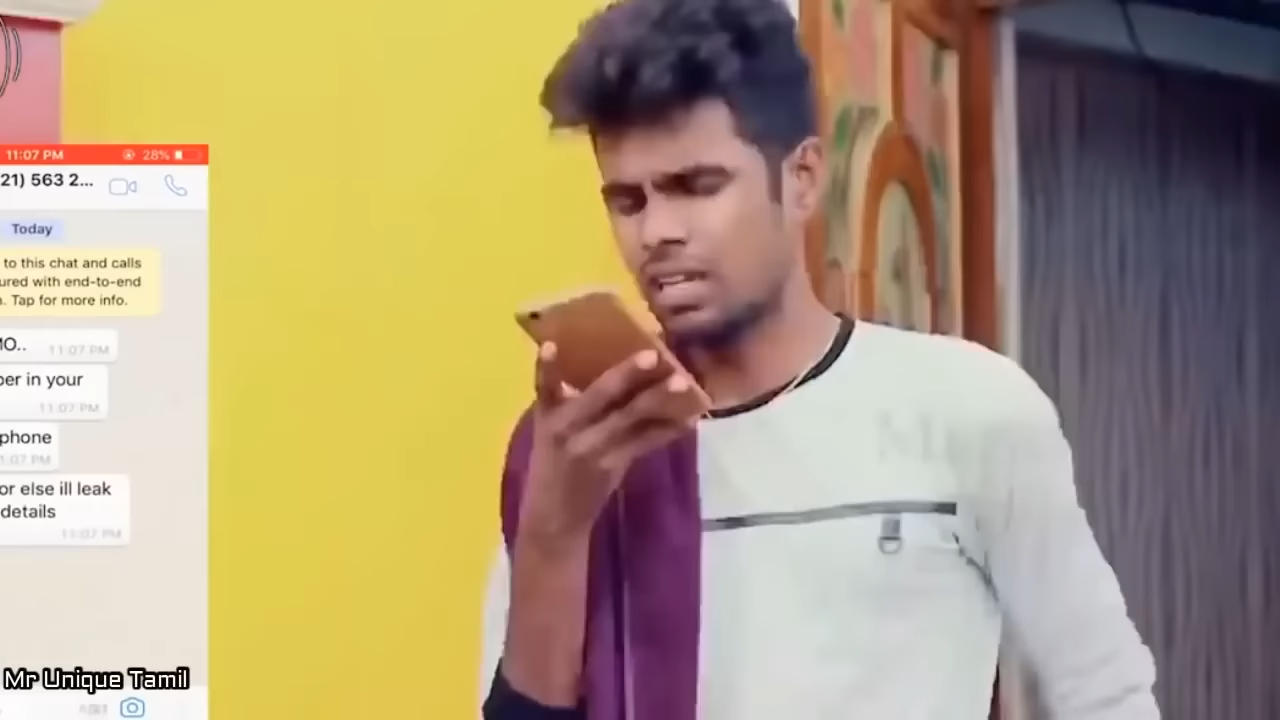 11:07 PM
28%
21) 563 2...
Today
to this chat and calls
ured with end-to-end
. Tap for more info.
MO..
11:07 PM
ber in your
11:07 PM
phone
1:07 PM
or else ill leak
details
11:07 PM
Mr Unique Tamil